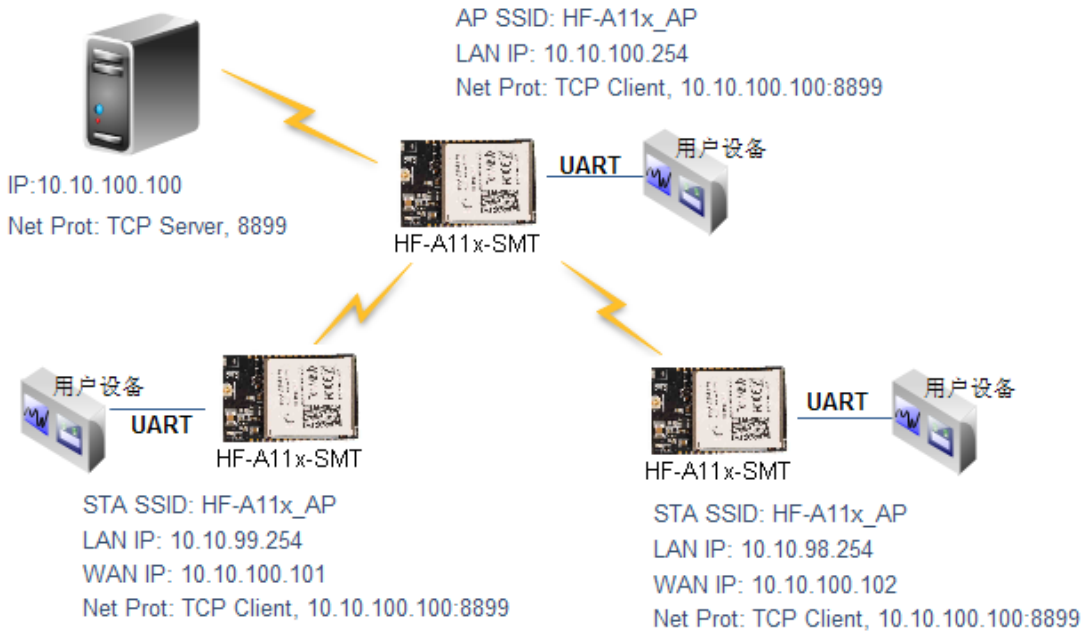 AP SSID: HF-A11x_AP
LAN IP: 10.10.100.254
Net Prot: TCP Client, 10.10.100.100:8899
用户设备
UART
IP:10.10.100.100
Net Prot: TCP Server, 8899
HF-A11x-SMT
用户设备
UART
HF-A11x-SMT
STA SSID: HF-A11x_AP
LAN IP: 10.10.99.254
WAN IP: 10.10.100.101
Net Prot: TCP Client, 10.10.100.100:8899
用户设备
UART
HF-A11x-SMT
STA SSID: HF-A11x_AP
LAN IP: 10.10.98.254
WAN IP: 10.10.100.102
Net Prot: TCP Client, 10.10.100.100:8899